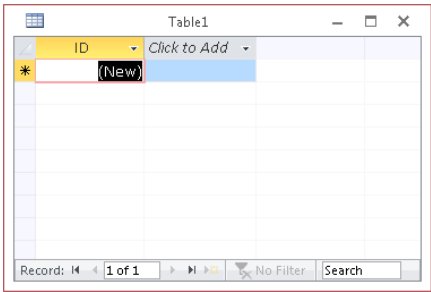 Table1
ID Click to Add
(New)
Record: 1 of 1 No Filter Search